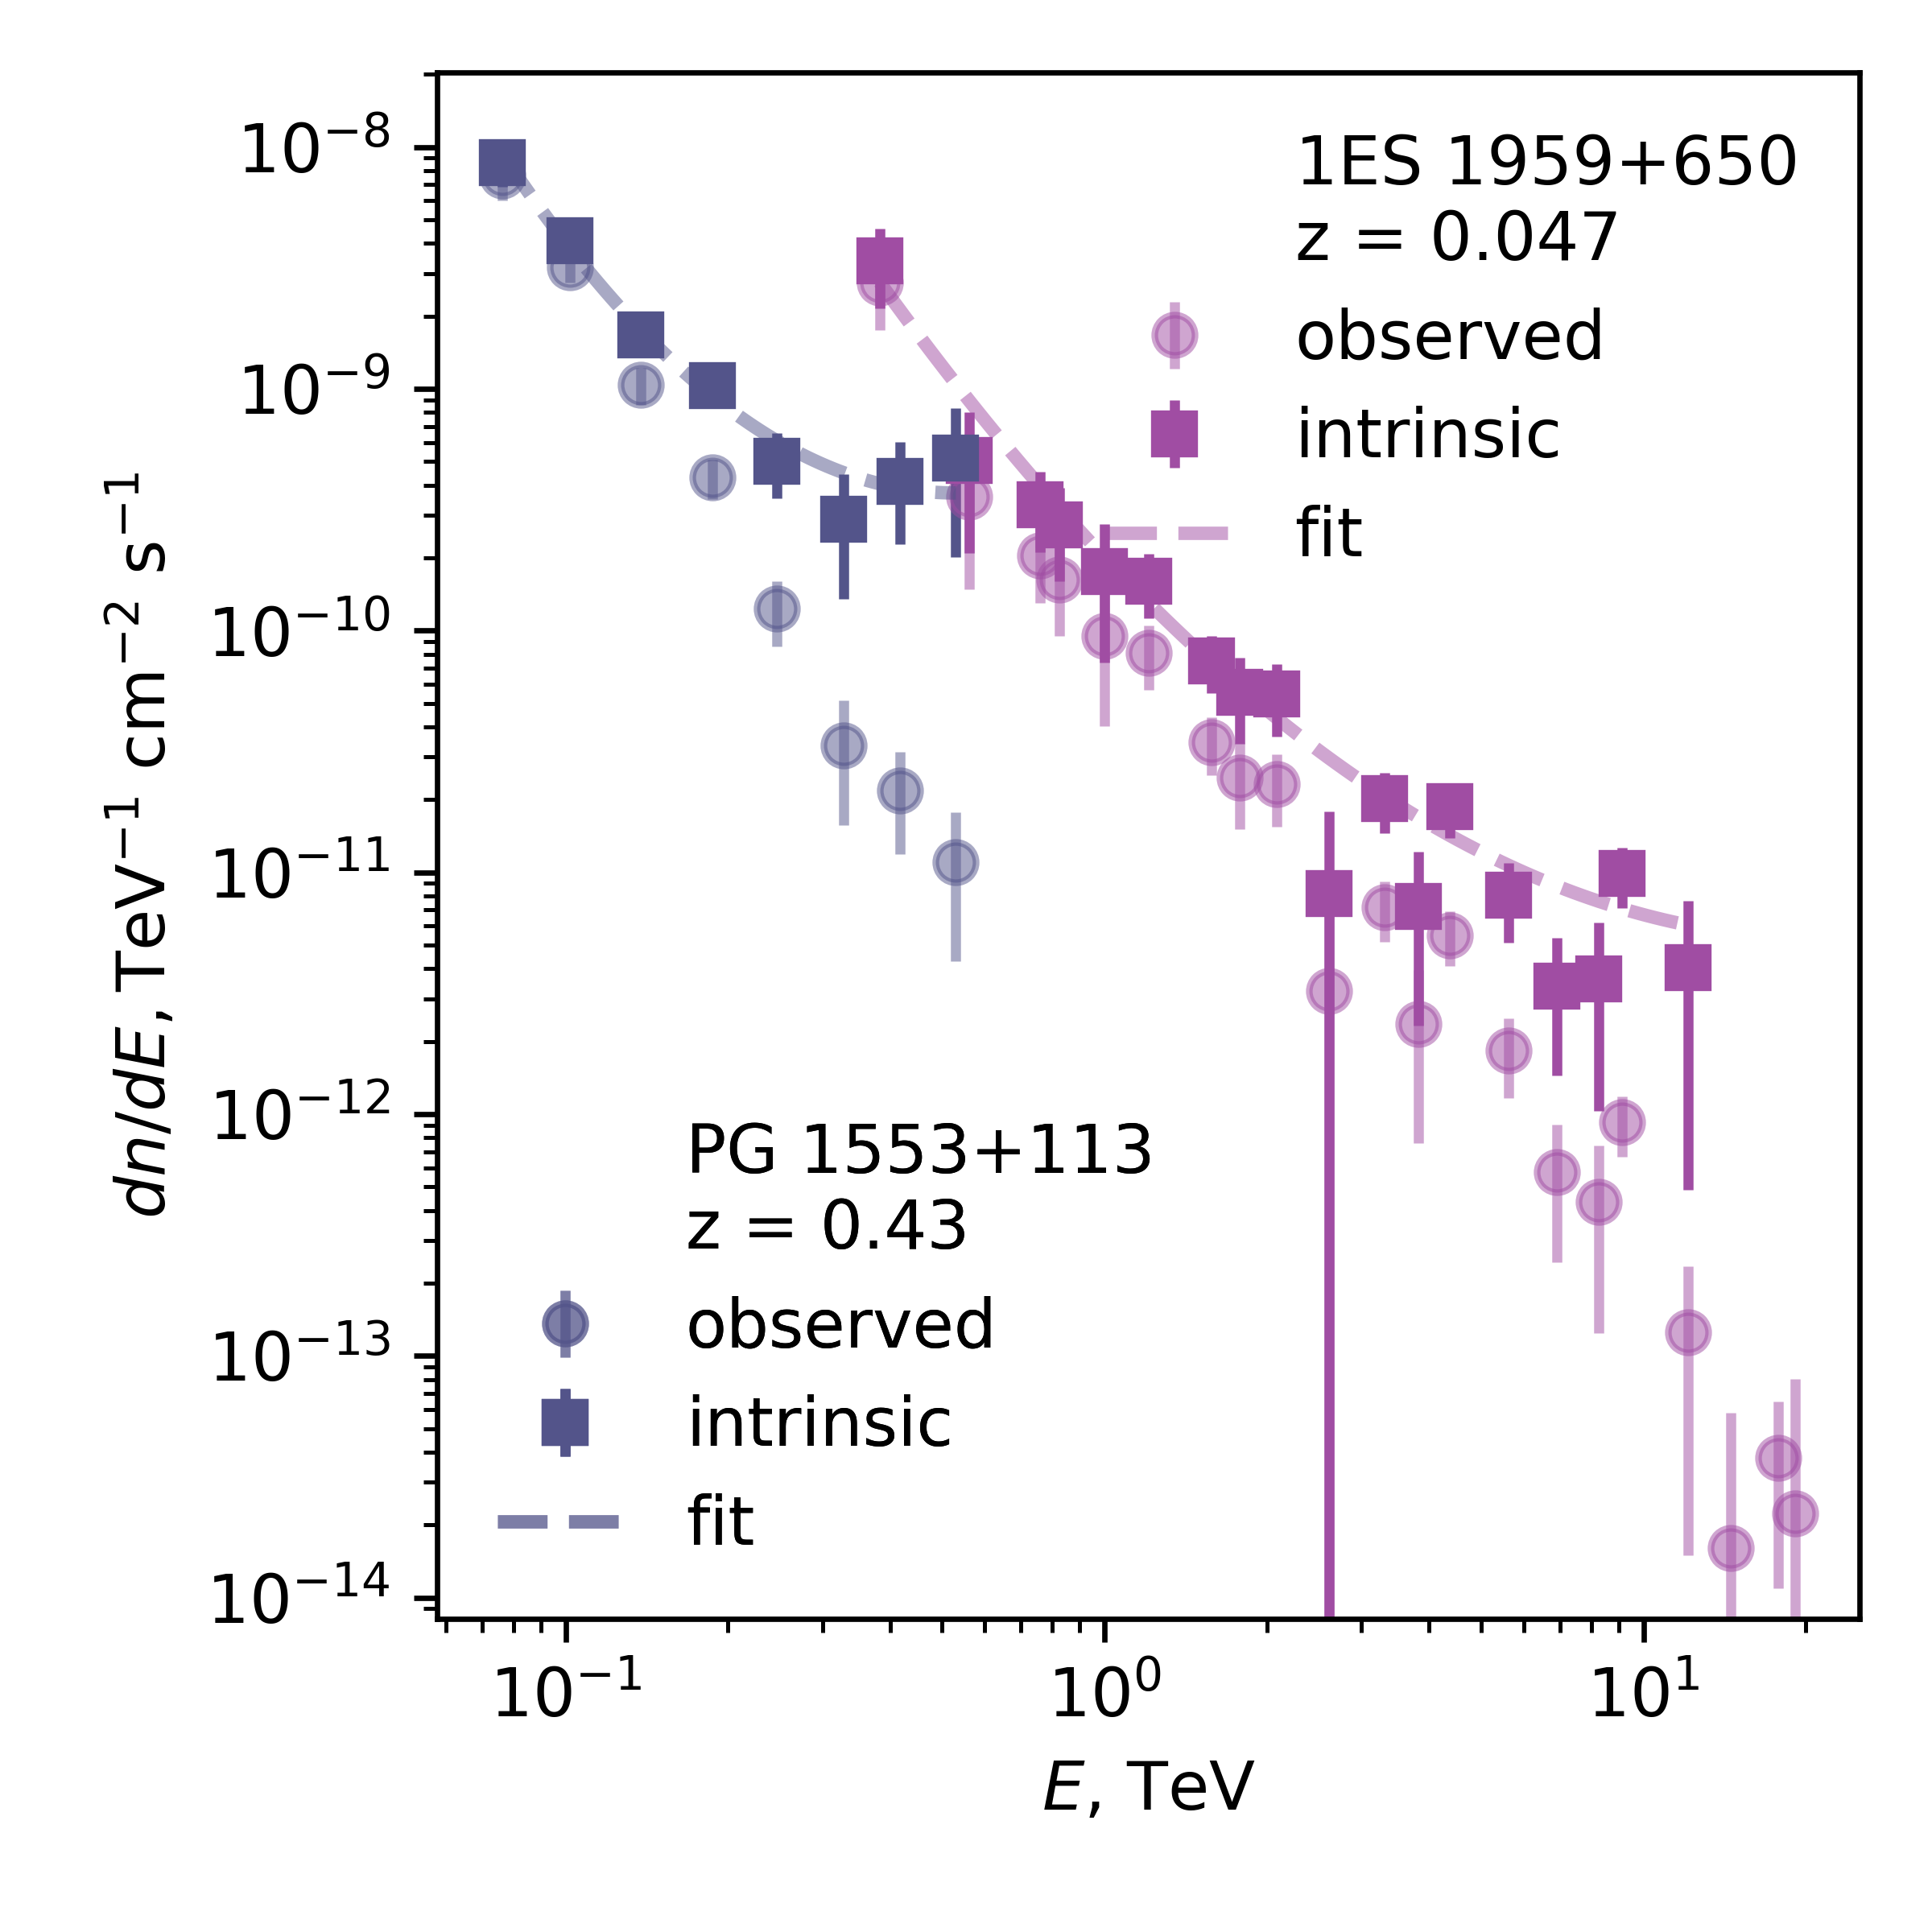 1ES 1959+650
z = 0.047
observed
intrinsic
fit
PG 1553+113
z = 0.43
observed
intrinsic
fit
dn/dE, TeV⁻¹ cm⁻² s⁻¹
10⁻⁸
10⁻⁹
10⁻¹⁰
10⁻¹¹
10⁻¹²
10⁻¹³
10⁻¹⁴
10⁻¹ 10⁰ 10¹
E, TeV